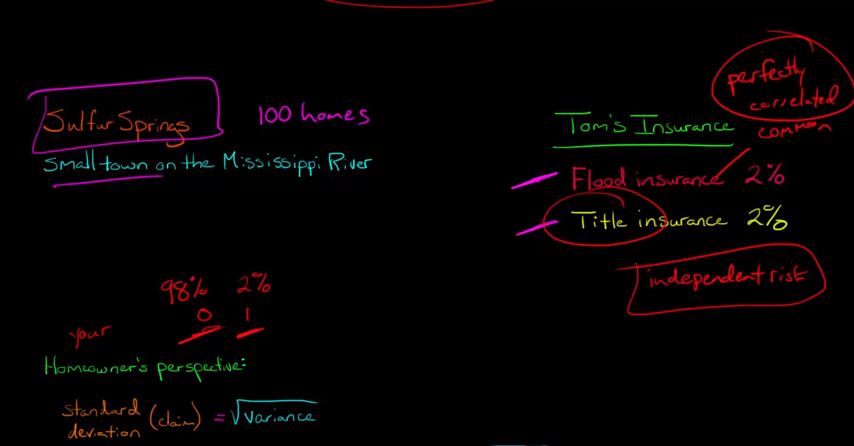 Sulfur Springs
100 homes
Small town on the Mississippi River
perfectly
correlated
common
Tom's Insurance
Flood insurance 2%
Title insurance 2%
independent risk
98% 2%
0 1
your
Homeowner's perspective:
standard
deviation (claim) = √variance